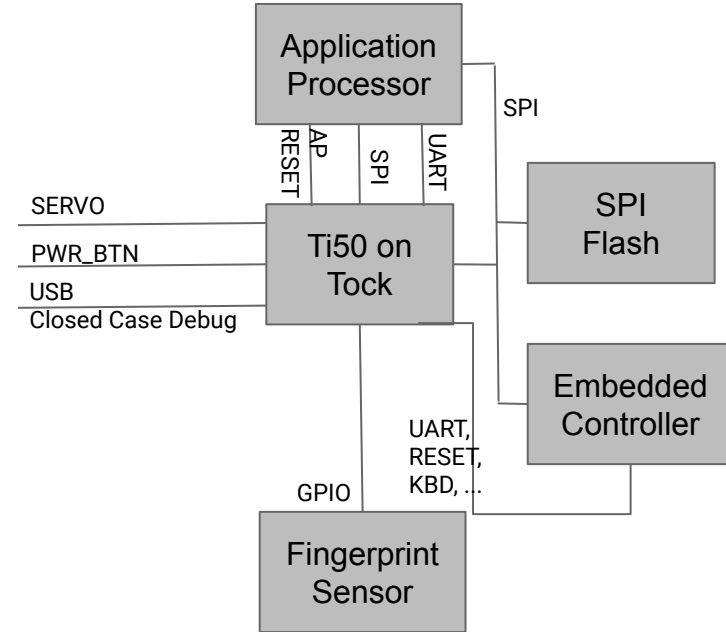 Application
Processor
AP
RESET
SPI
UART
SPI
SERVO
PWR_BTN
USB
Closed Case Debug
Ti50 on
Tock
SPI
Flash
Embedded
Controller
UART,
RESET,
KBD, ...
GPIO
Fingerprint
Sensor